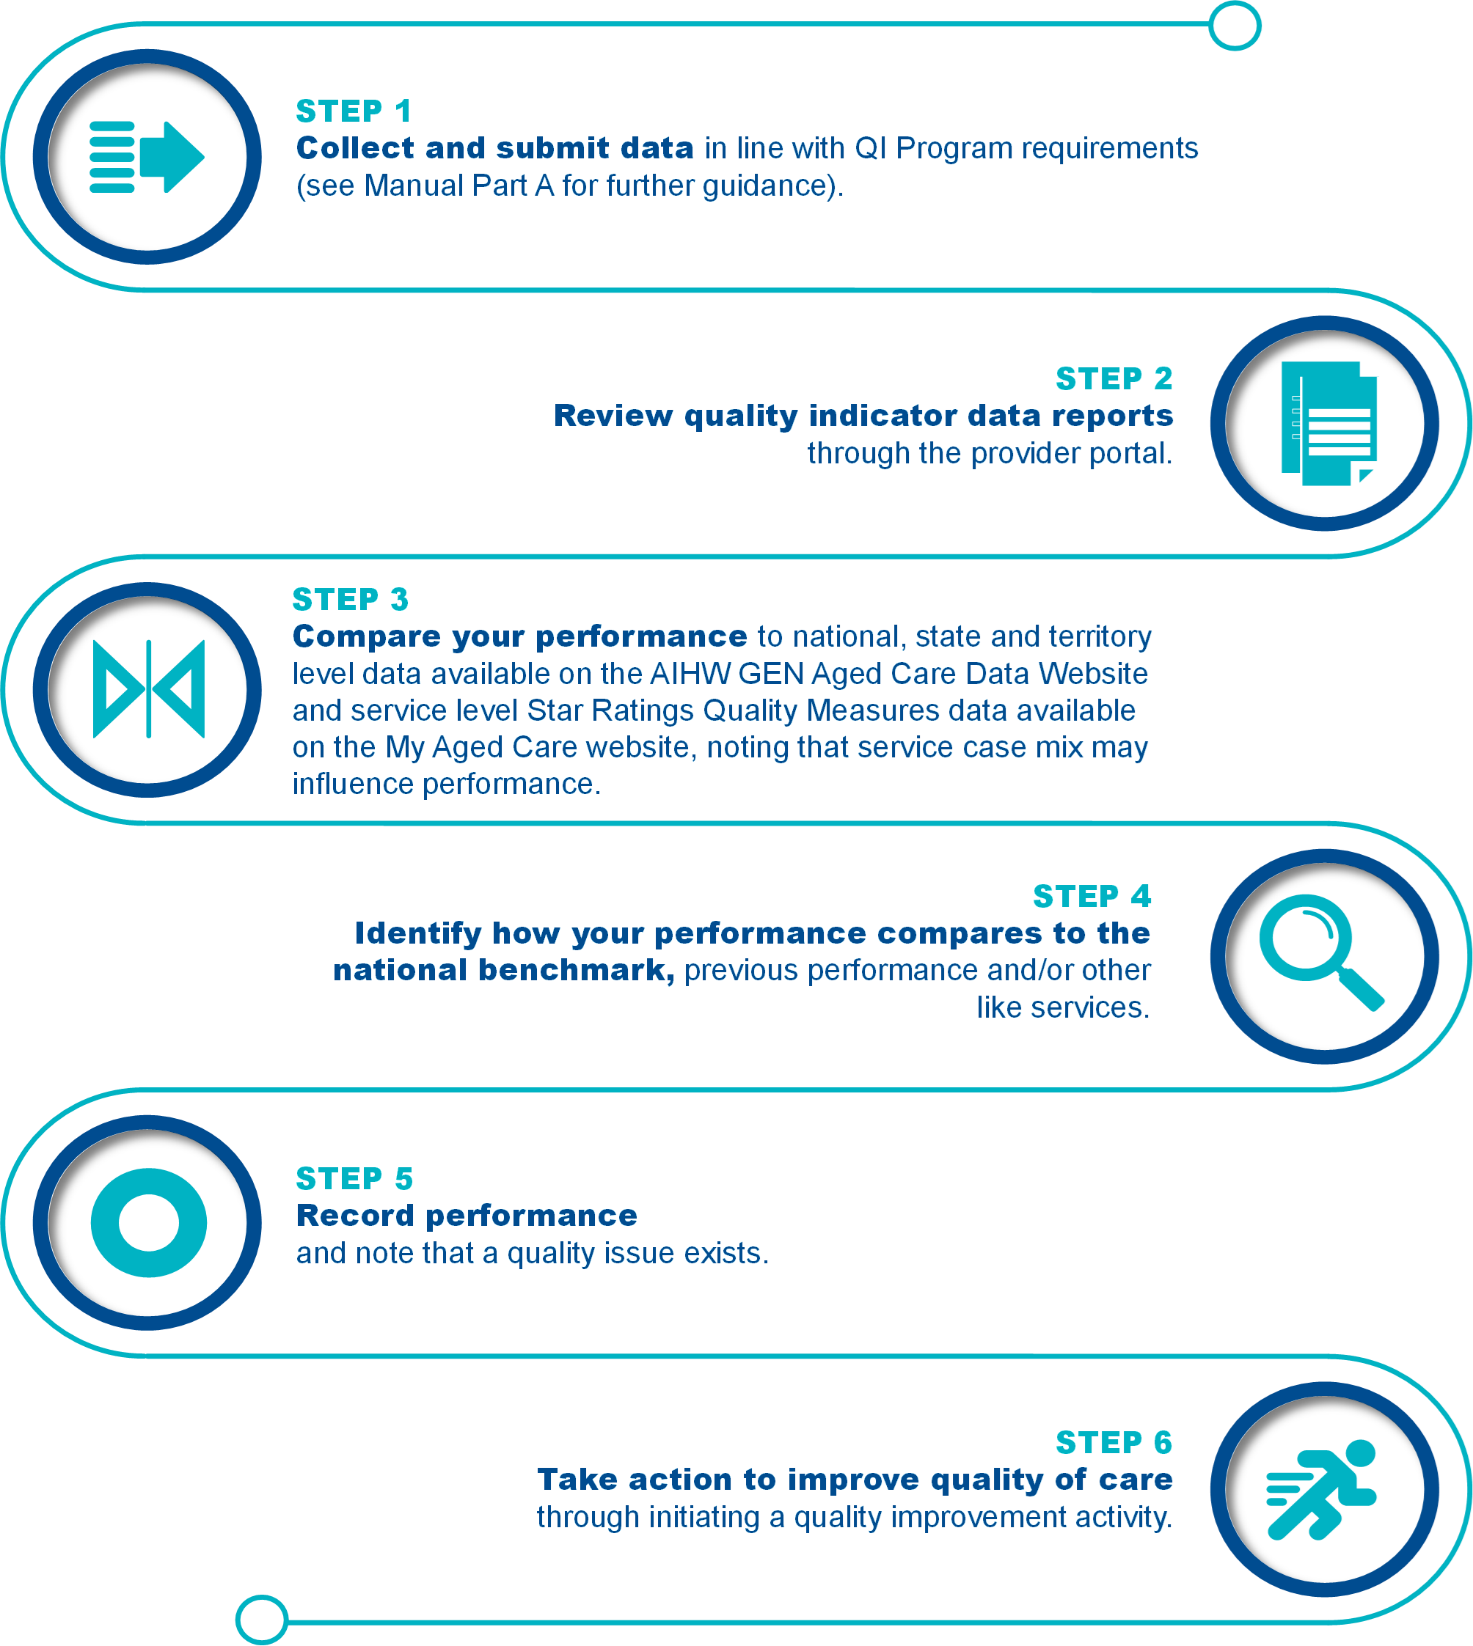 STEP 1
Collect and submit data in line with QI Program requirements
(see Manual Part A for further guidance).
STEP 2
Review quality indicator data reports
through the provider portal.
STEP 3
Compare your performance to national, state and territory
level data available on the AIHW GEN Aged Care Data Website
and service level Star Ratings Quality Measures data available
on the My Aged Care website, noting that service case mix may
influence performance.
STEP 4
Identify how your performance compares to the
national benchmark, previous performance and/or other
like services.
STEP 5
Record performance
and note that a quality issue exists.
STEP 6
Take action to improve quality of care
through initiating a quality improvement activity.